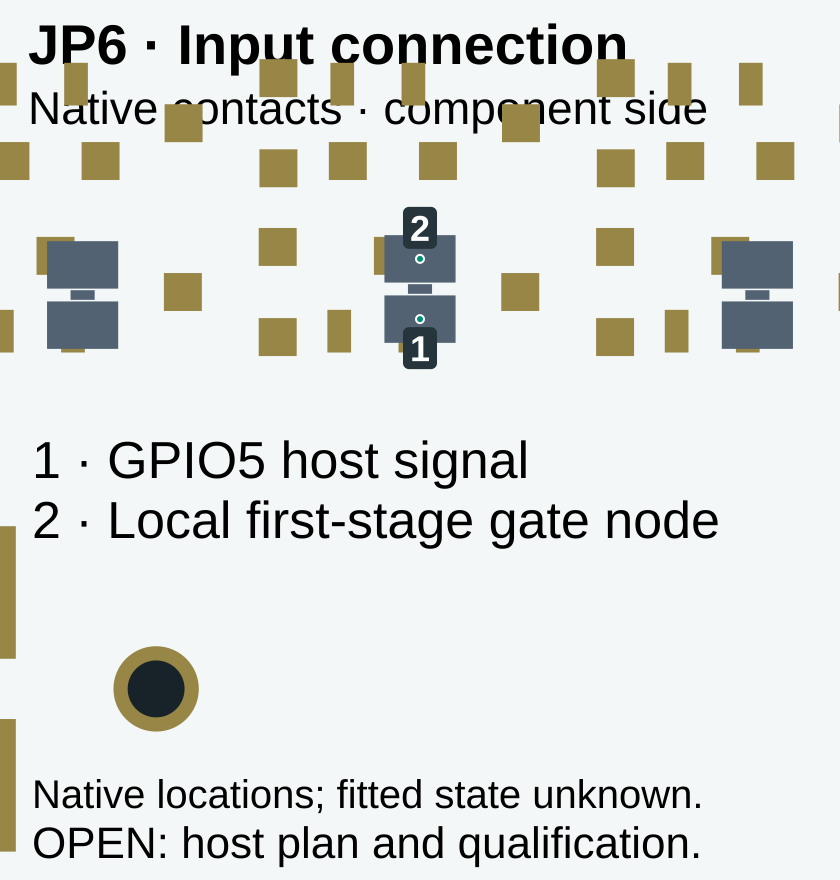 JP6 · Input connection
Native contacts · component side
2
1
1 · GPIO5 host signal
2 · Local first-stage gate node
Native locations; fitted state unknown.
OPEN: host plan and qualification.